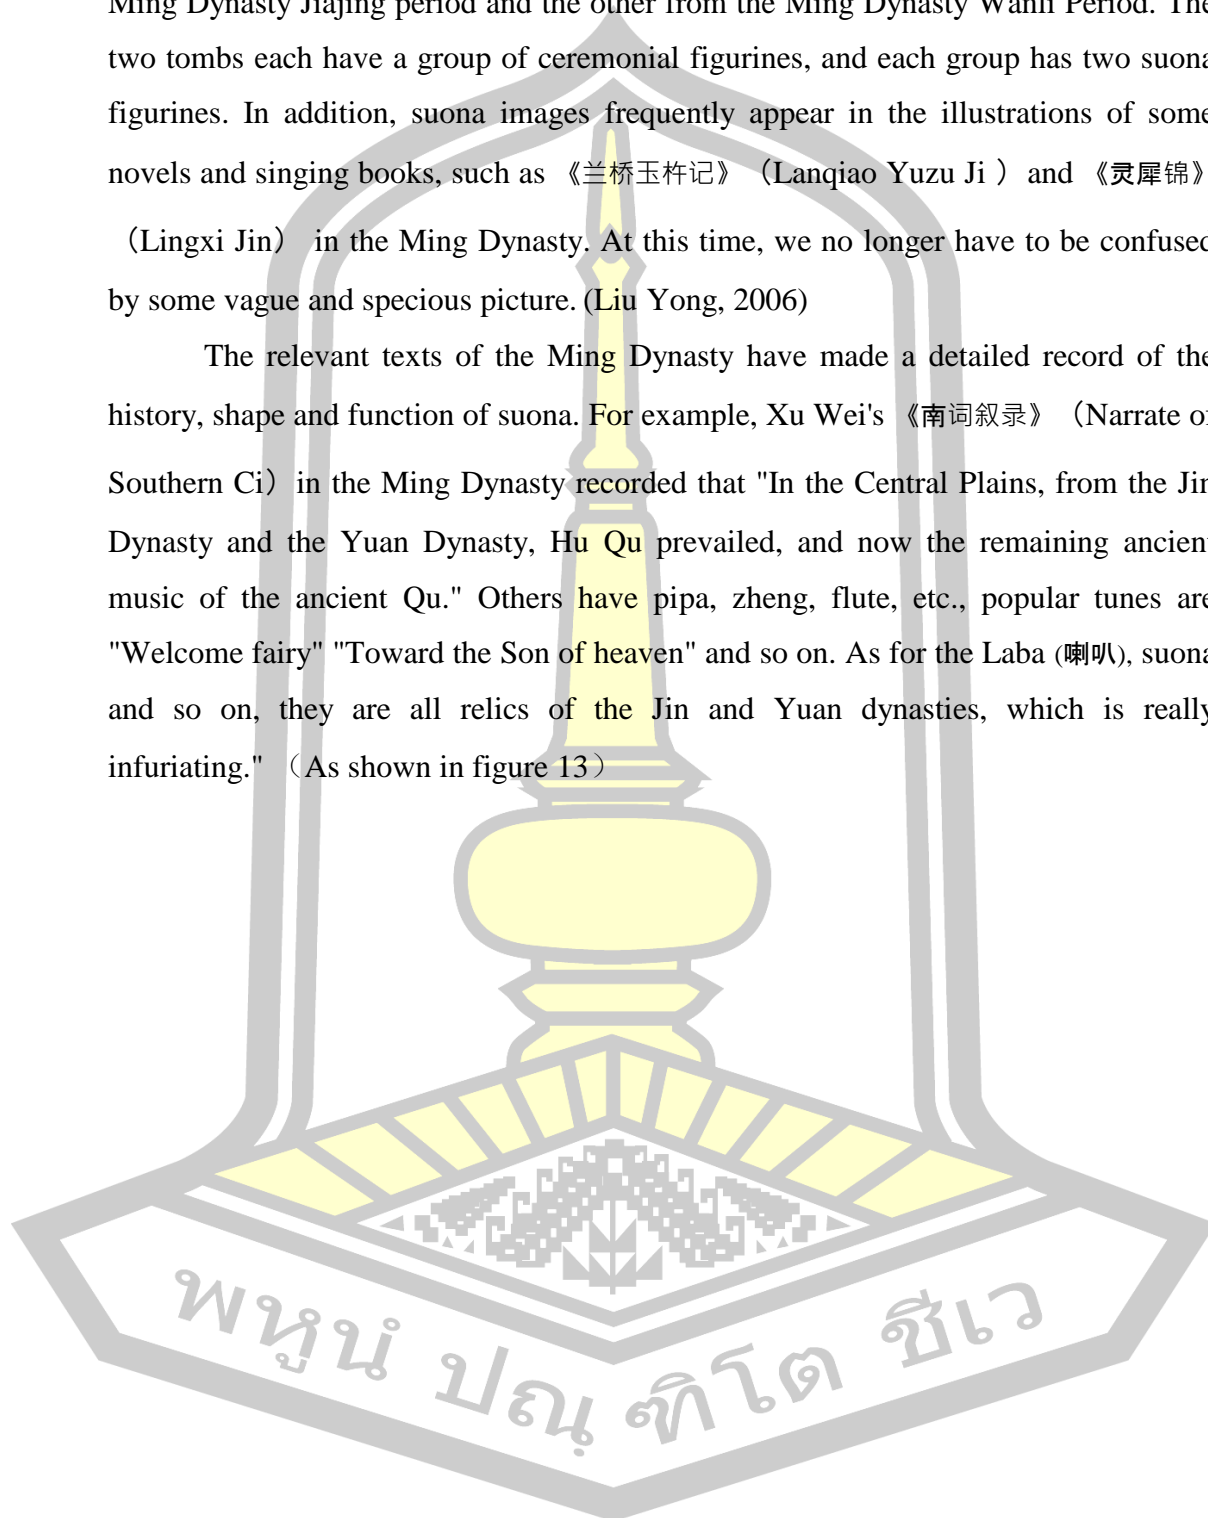 Ming Dynasty Jiajing period and the other from the Ming Dynasty Wanli Period. The
two tombs each have a group of ceremonial figurines, and each group has two suona
figurines. In addition, suona images frequently appear in the illustrations of some
novels and singing books, such as 《兰桥玉杵记》（Lanqiao Yuzu Ji ）and 《灵犀锦》
（Lingxi Jin） in the Ming Dynasty. At this time, we no longer have to be confused
by some vague and specious picture. (Liu Yong, 2006)
The relevant texts of the Ming Dynasty have made a detailed record of the
history, shape and function of suona. For example, Xu Wei's 《南词叙录》（Narrate of
Southern Ci）in the Ming Dynasty recorded that "In the Central Plains, from the Jin
Dynasty and the Yuan Dynasty, Hu Qu prevailed, and now the remaining ancient
music of the ancient Qu." Others have pipa, zheng, flute, etc., popular tunes are
"Welcome fairy" "Toward the Son of heaven" and so on. As for the Laba (喇叭), suona
and so on, they are all relics of the Jin and Yuan dynasties, which is really
infuriating." （As shown in figure 13）
พหูนํ ปณฺฑิโต ชีเว